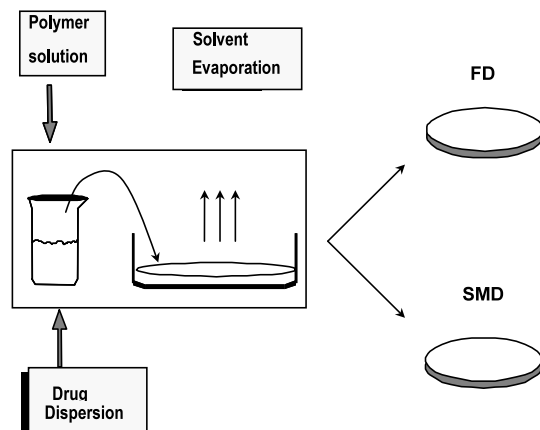 Polymer
solution
Solvent
Evaporation
FD
SMD
Drug
Dispersion